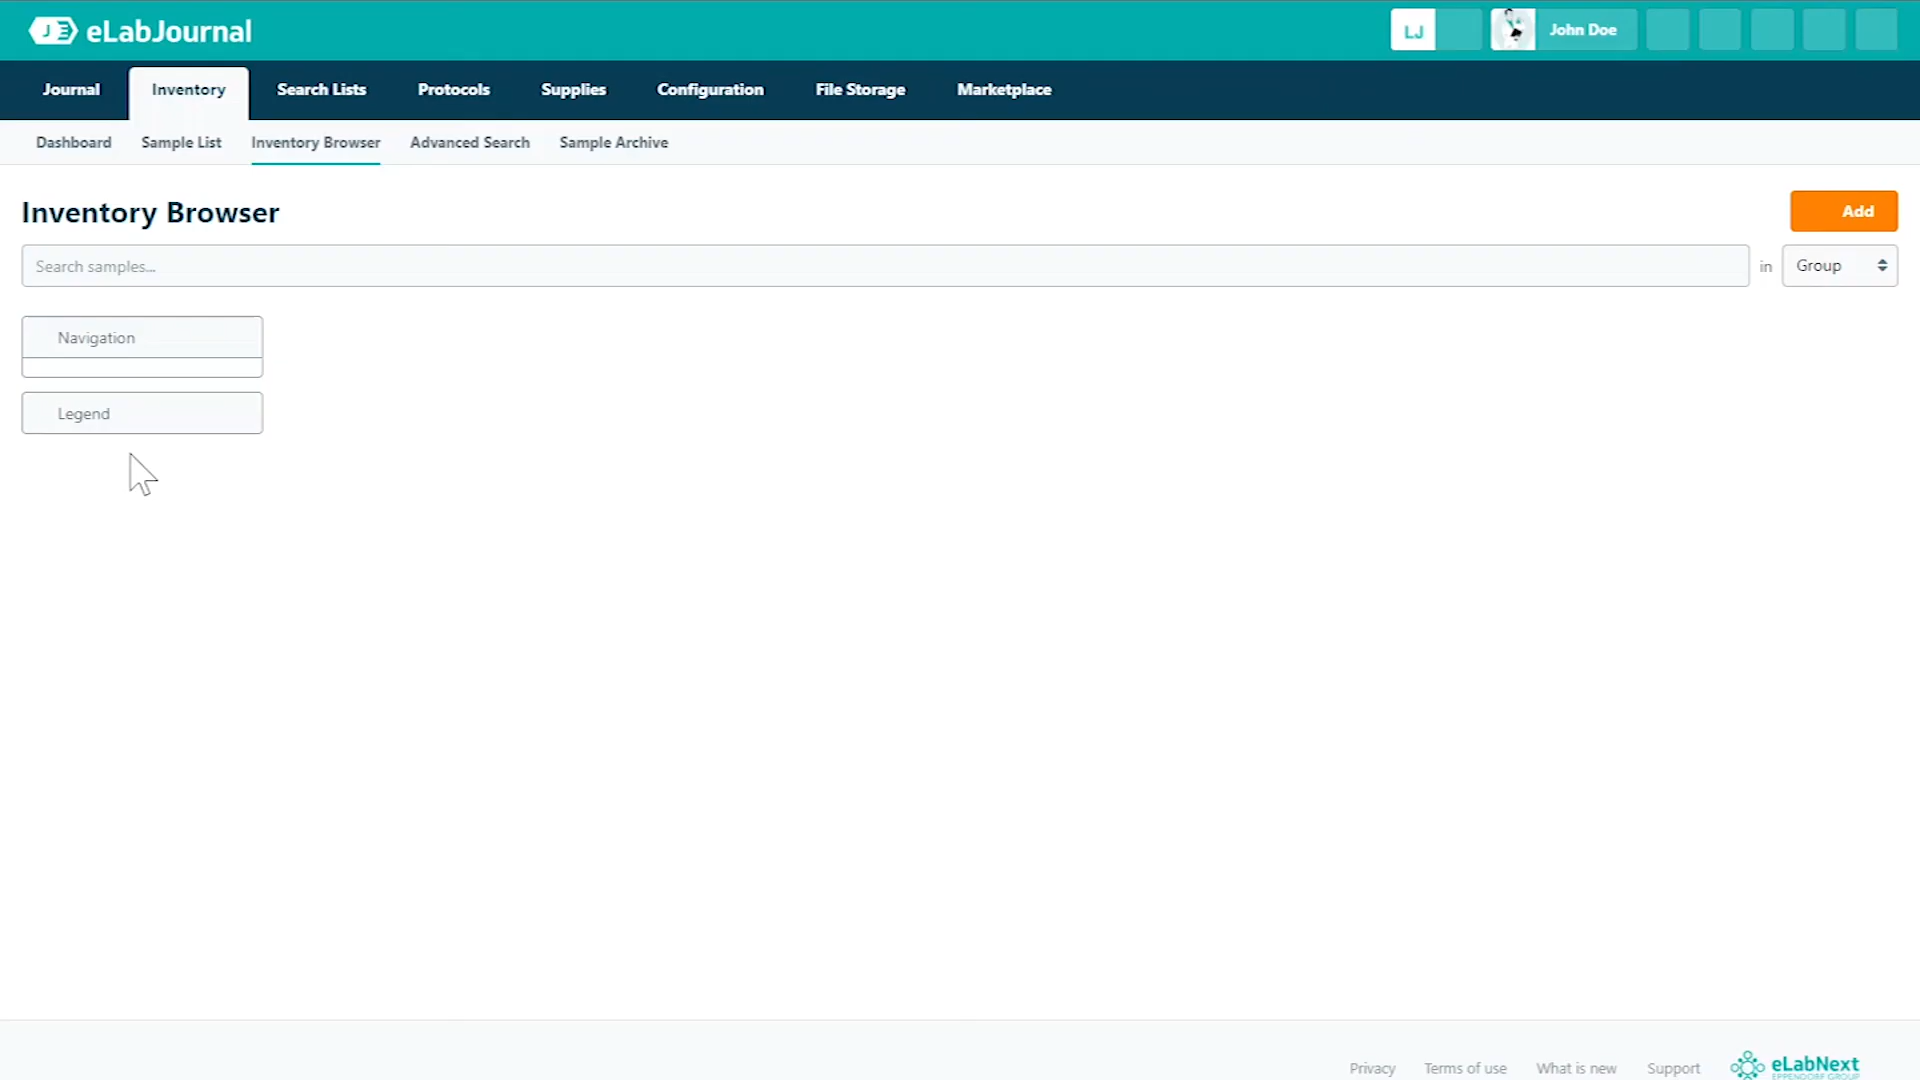 eLabJournal
LJ
John Doe
Journal
Inventory
Search Lists
Protocols
Supplies
Configuration
File Storage
Marketplace
Dashboard
Sample List
Inventory Browser
Advanced Search
Sample Archive
Inventory Browser
Add
Search samples...
in
Group
Navigation
Legend
Privacy
Terms of use
What is new
Support
eLabNext
EPPENDORF GROUP